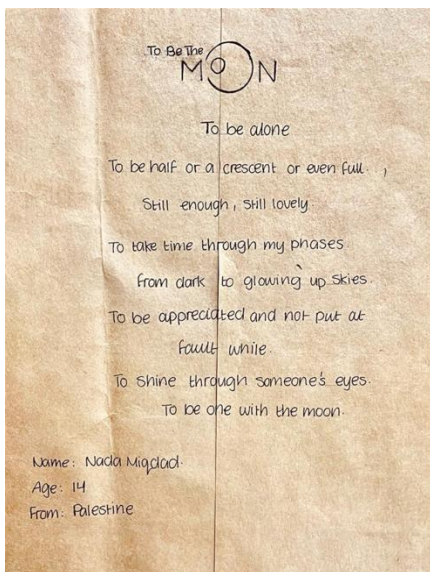 To Be The
MOON
To be alone
To be half or a crescent or even full. ,
Still enough, still lovely.
To take time through my phases.
from dark to glowing up skies.
To be appreciated and not put at
fault while.
To shine through someone's eyes.
To be one with the moon.
Name: Nada Miqdad.
Age: 14
From: Palestine